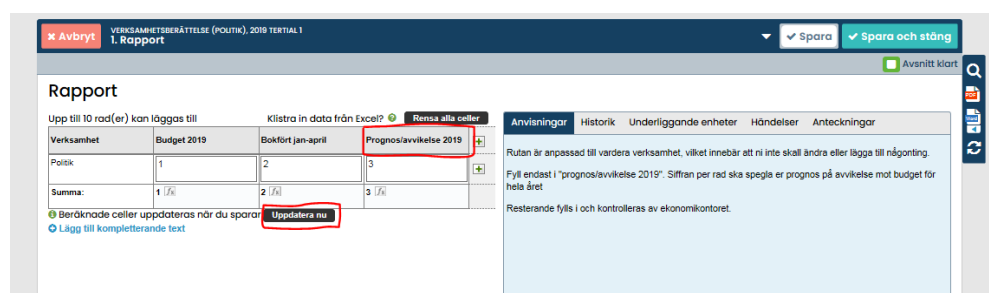 Avbryt
VERKSAMHETSBERÄTTELSE (POLITIK), 2019 TERTIAL 1
1. Rapport
Spara
Spara och stäng
Avsnitt klart
Rapport
Upp till 10 rad(er) kan läggas till
Klistra in data från Excel?
Rensa alla celler
Verksamhet
Budget 2019
Bokfört jan-april
Prognos/avvikelse 2019
Politik
1
2
3
Summa:
1 fx
2 fx
3 fx
Beräknade celler uppdateras när du sparar
Uppdatera nu
Lägg till kompletterande text
Anvisningar
Historik
Underliggande enheter
Händelser
Anteckningar
Rutan är anpassad till vardera verksamhet, vilket innebär att ni inte skall ändra eller lägga till någonting.
Fyll endast i "prognos/avvikelse 2019". Siffran per rad ska spegla er prognos på avvikelse mot budget för
hela året
Resterande fylls i och kontrolleras av ekonomikontoret.
PDF
Word